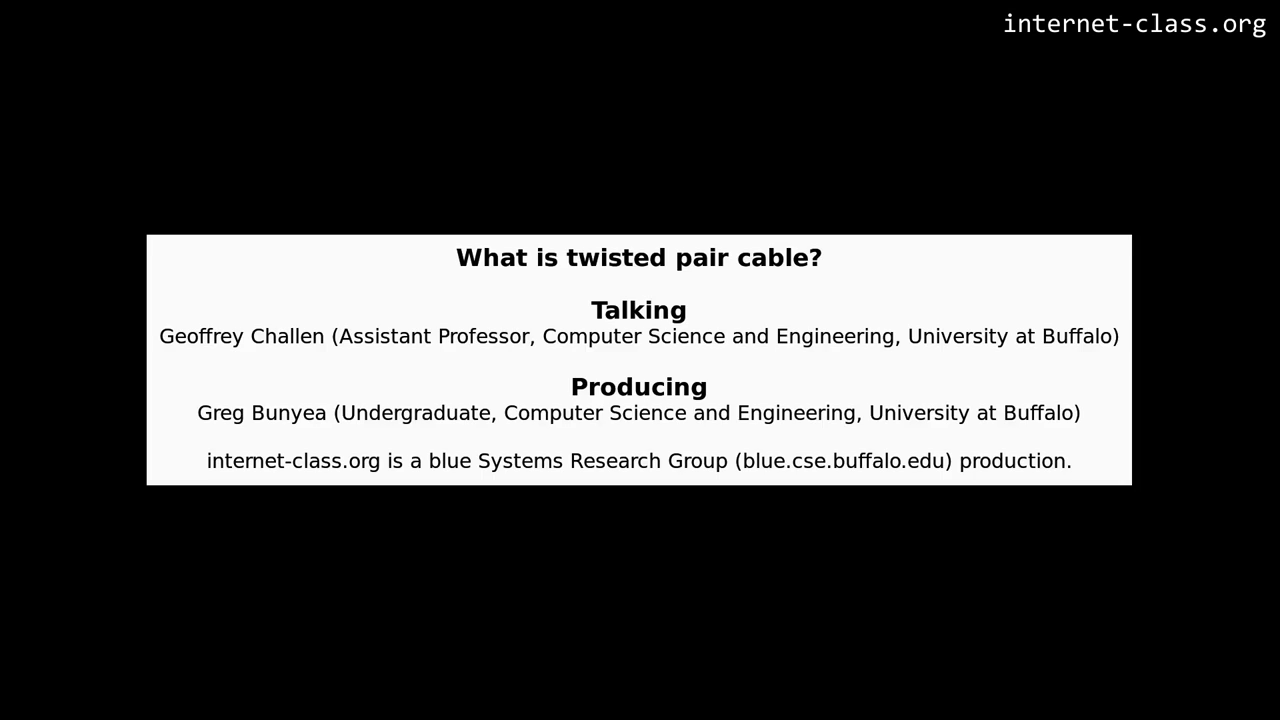 internet-class.org
What is twisted pair cable?
Talking
Geoffrey Challen (Assistant Professor, Computer Science and Engineering, University at Buffalo)
Producing
Greg Bunyea (Undergraduate, Computer Science and Engineering, University at Buffalo)
internet-class.org is a blue Systems Research Group (blue.cse.buffalo.edu) production.